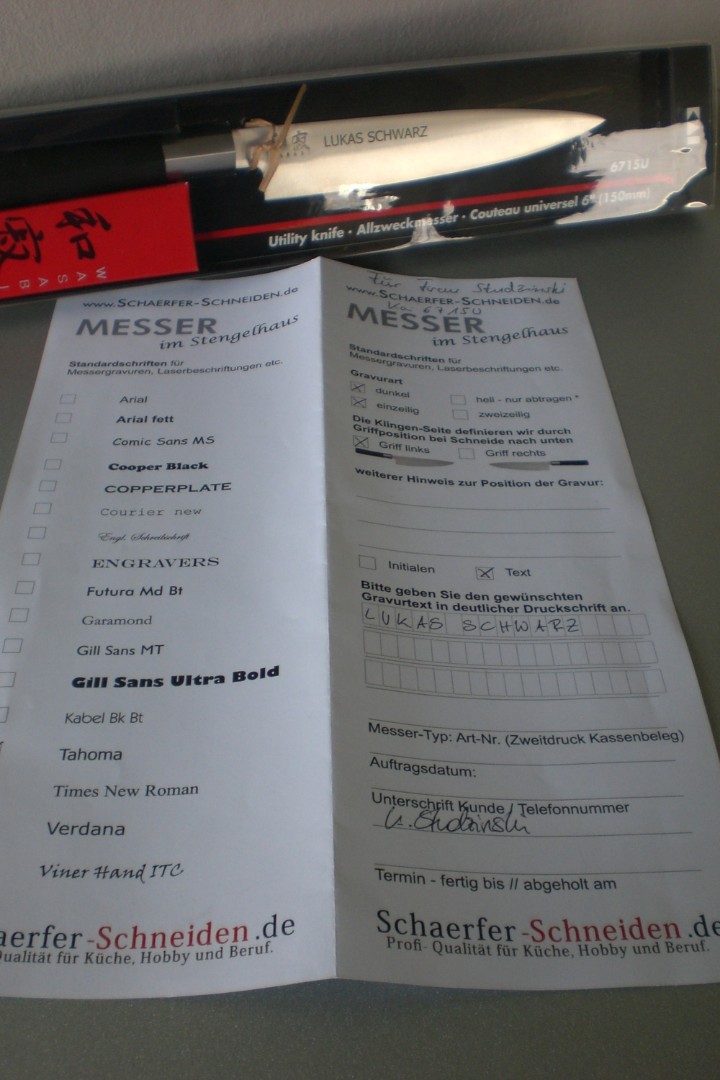 LUKAS SCHWARZ
6715U
Utility knife · Allzweckmesser · Couteau universel 6" (150mm)
和
寂
WASABI
www.SCHAERFER-SCHNEIDEN.de
MESSER
im Stengelhaus
Standardschriften für
Messergravuren, Laserbeschriftungen etc.
Arial
Arial fett
Comic Sans MS
Cooper Black
COPPERPLATE
Courier new
Engl. Schreibschrift
ENGRAVERS
Futura Md Bt
Garamond
Gill Sans MT
Gill Sans Ultra Bold
Kabel Bk Bt
Tahoma
Times New Roman
Verdana
Viner Hand ITC
aerfer-Schneiden.de
Qualität für Küche, Hobby und Beruf.
Für Frau Studzinski
www.SCHAERFER-SCHNEIDEN.de
6715U
MESSER
im Stengelhaus
Standardschriften für
Messergravuren, Laserbeschriftungen etc.
Gravurart
dunkel hell - nur abtragen *
einzeilig zweizeilig
Die Klingen-Seite definieren wir durch
Griffposition bei Schneide nach unten
Griff links Griff rechts
weiterer Hinweis zur Position der Gravur:
Initialen Text
Bitte geben Sie den gewünschten
Gravurtext in deutlicher Druckschrift an.
LUKAS SCHWARZ
Messer-Typ: Art-Nr. (Zweitdruck Kassenbeleg)
Auftragsdatum:
Unterschrift Kunde / Telefonnummer
Studzinski
Termin - fertig bis // abgeholt am
Schaerfer-Schneiden.de
Profi- Qualität für Küche, Hobby und Beruf.